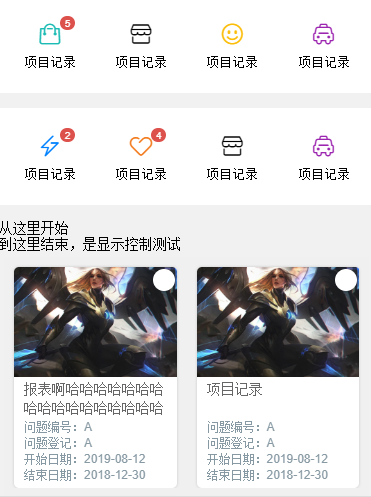 5
项目记录 项目记录 项目记录 项目记录
2 4
项目记录 项目记录 项目记录 项目记录
从这里开始
到这里结束，是显示控制测试
报表啊哈哈哈哈哈哈哈
哈哈哈哈哈哈哈哈哈哈
问题编号：A
问题登记：A
开始日期：2019-08-12
结束日期：2018-12-30
项目记录
问题编号：A
问题登记：A
开始日期：2019-08-12
结束日期：2018-12-30